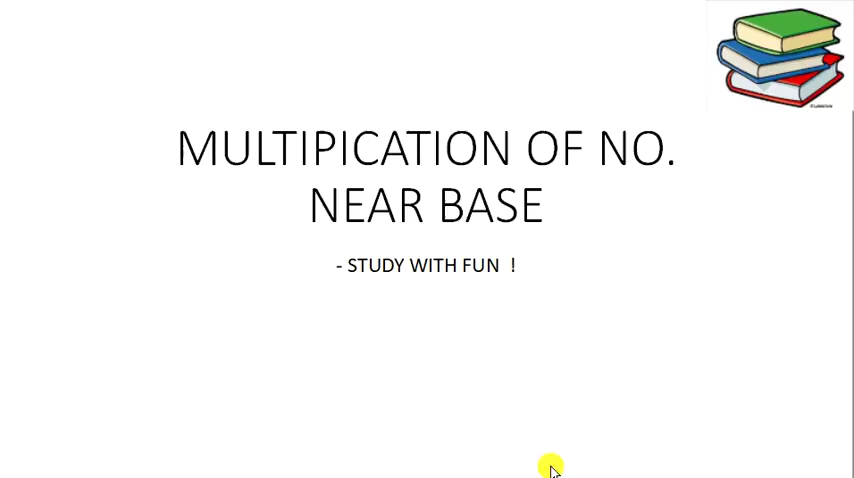 MULTIPICATION OF NO.
NEAR BASE
- STUDY WITH FUN !